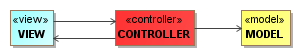 «view»
VIEW
«controller»
CONTROLLER
«model»
MODEL